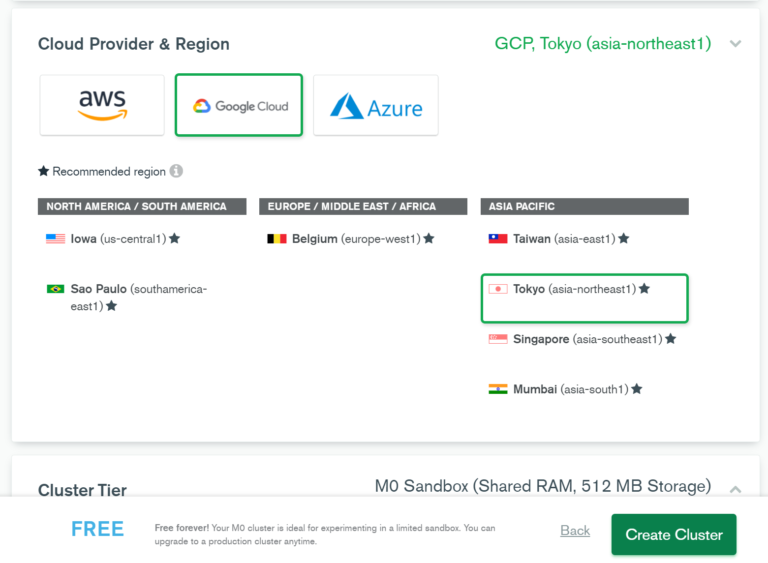 Cloud Provider & Region
GCP, Tokyo (asia-northeast1)
aws
Google Cloud
Azure
Recommended region
NORTH AMERICA / SOUTH AMERICA
Iowa (us-central1)
Sao Paulo (southamerica-
east1)
EUROPE / MIDDLE EAST / AFRICA
Belgium (europe-west1)
ASIA PACIFIC
Taiwan (asia-east1)
Tokyo (asia-northeast1)
Singapore (asia-southeast1)
Mumbai (asia-south1)
Cluster Tier
M0 Sandbox (Shared RAM, 512 MB Storage)
FREE
Free forever! Your M0 cluster is ideal for experimenting in a limited sandbox. You can
upgrade to a production cluster anytime.
Back
Create Cluster